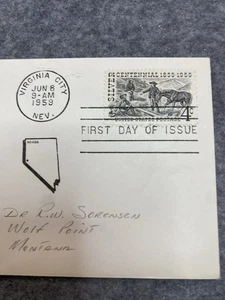 VIRGINIA CITY
JUN 8
9-AM
1959
NEV.
SILVER CENTENNIAL 1859-1959
UNITED STATES POSTAGE
4¢
FIRST DAY OF ISSUE
NEVADA
Dr R.W. Sorensen
Wolf Point
Montana